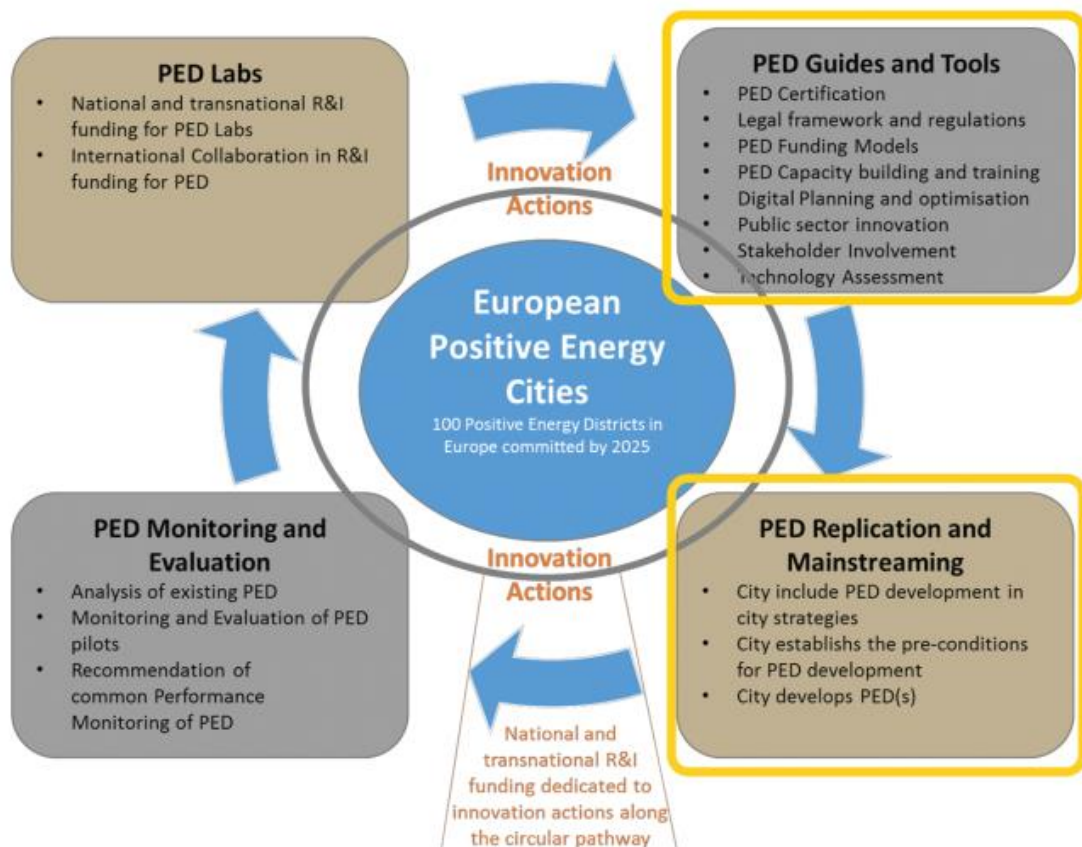 PED Labs
• National and transnational R&I
funding for PED Labs
• International Collaboration in R&I
funding for PED
Innovation
Actions
PED Guides and Tools
• PED Certification
• Legal framework and regulations
• PED Funding Models
• PED Capacity building and training
• Digital Planning and optimisation
• Public sector innovation
• Stakeholder Involvement
• Technology Assessment
European
Positive Energy
Cities
100 Positive Energy Districts in
Europe committed by 2025
PED Monitoring and
Evaluation
• Analysis of existing PED
• Monitoring and Evaluation of PED
pilots
• Recommendation of
common Performance
Monitoring of PED
Innovation
Actions
PED Replication and
Mainstreaming
• City include PED development in
city strategies
• City establishs the pre-conditions
for PED development
• City develops PED(s)
National and
transnational R&I
funding dedicated to
innovation actions along
the circular pathway